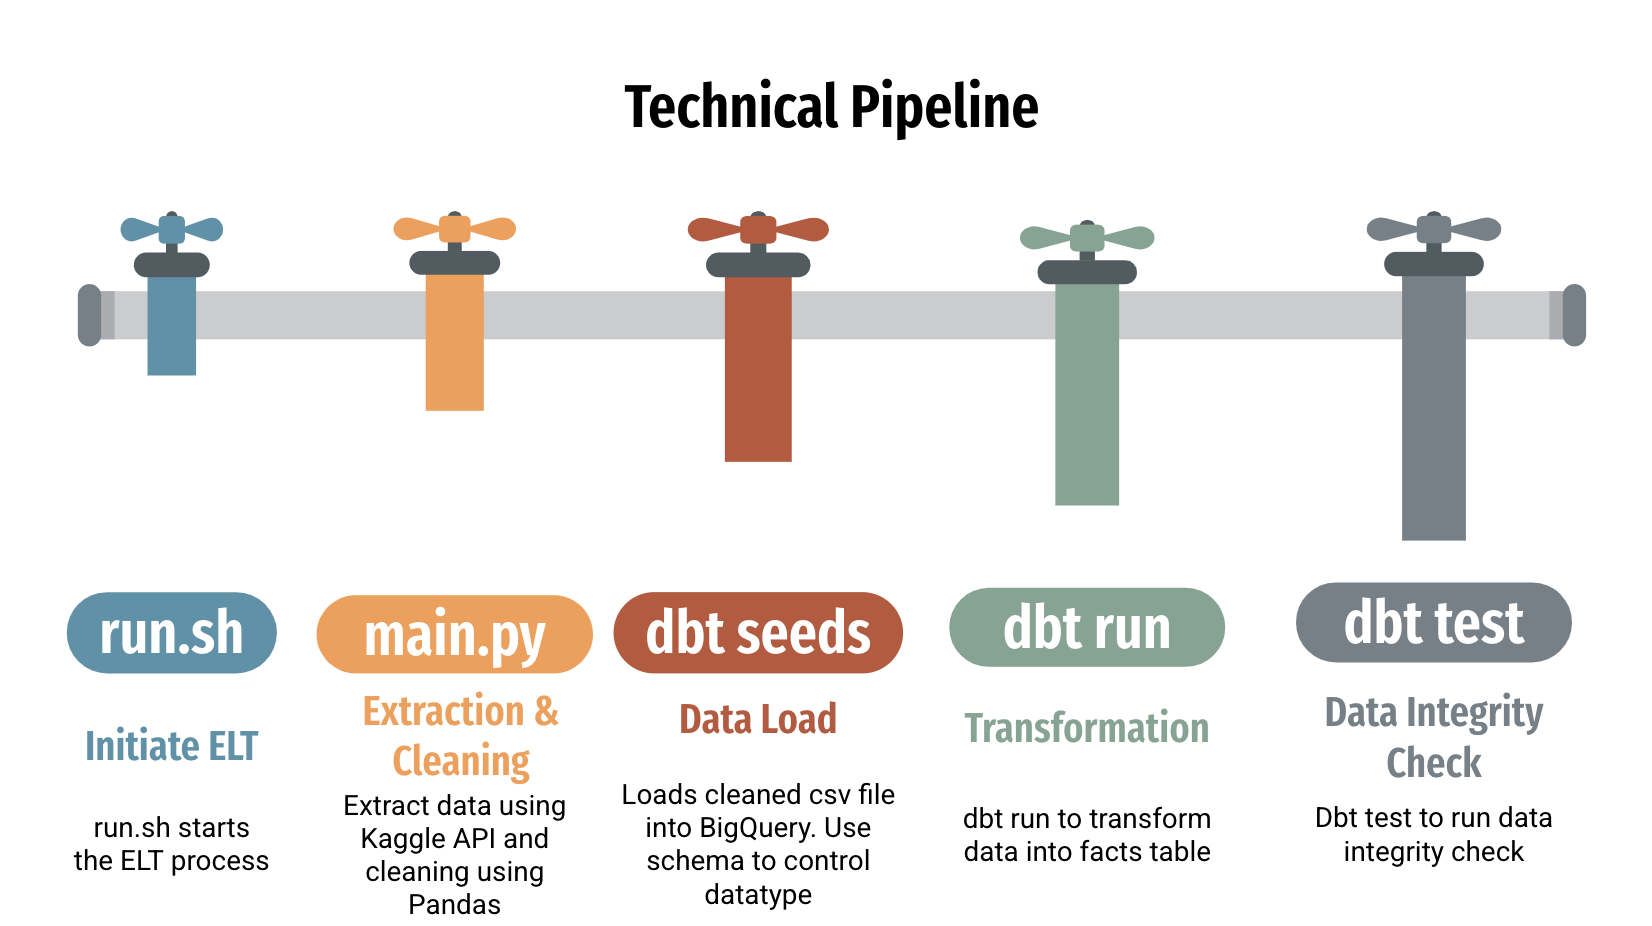 Technical Pipeline
run.sh
Initiate ELT
run.sh starts
the ELT process
main.py
Extraction &
Cleaning
Extract data using
Kaggle API and
cleaning using
Pandas
dbt seeds
Data Load
Loads cleaned csv file
into BigQuery. Use
schema to control
datatype
dbt run
Transformation
dbt run to transform
data into facts table
dbt test
Data Integrity
Check
Dbt test to run data
integrity check